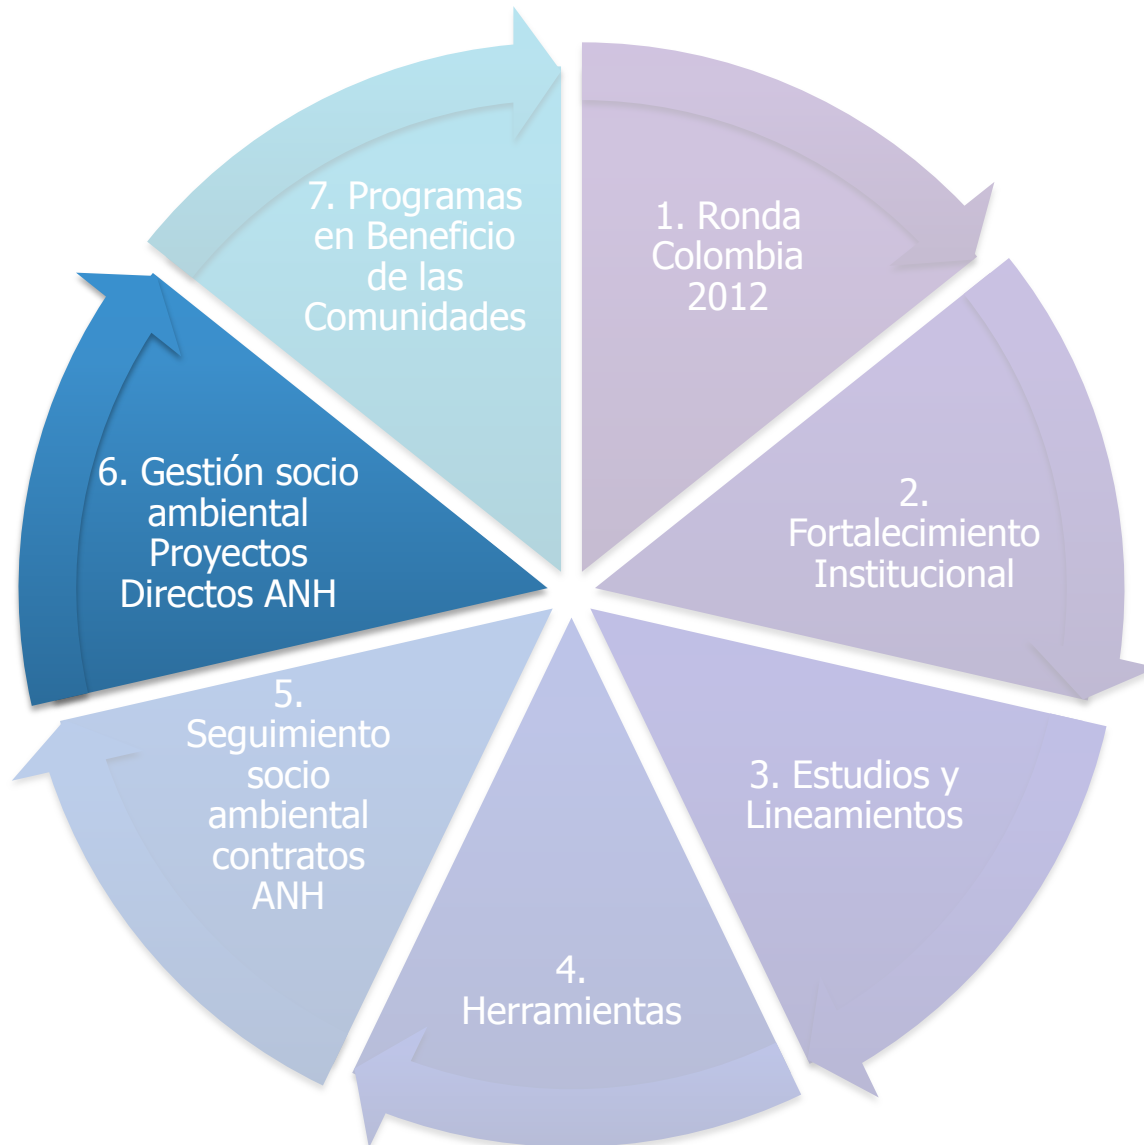 1. Ronda
Colombia
2012
2.
Fortalecimiento
Institucional
3. Estudios y
Lineamientos
4.
Herramientas
5.
Seguimiento
socio
ambiental
contratos
ANH
6. Gestión socio
ambiental
Proyectos
Directos ANH
7. Programas
en Beneficio
de las
Comunidades